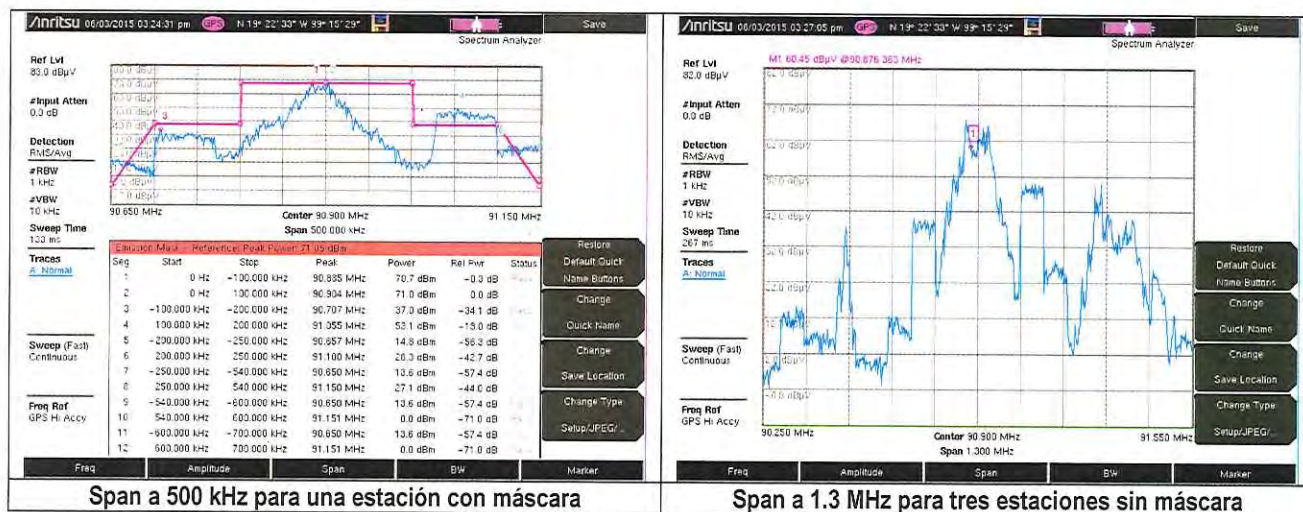 Anritsu 06/03/2015 03:24:31 pm GPS N 19° 22' 33" W 99° 15' 29" Save
Spectrum Analyzer
Ref Lvl
83.0 dBµV
#Input Atten
0.0 dB
Detection
RMS/Avg
#RBW
1 kHz
#VBW
10 kHz
Sweep Time
133 ms
Traces
A: Normal
Sweep (Fast)
Continuous
Freq Ref
GPS Hi Accy
90.650 MHz
Center 90.900 MHz
91.150 MHz
Span 500.000 kHz
Emission Mask - Reference: Peak Power 71.05 dBm
Seg Start Stop Peak Power Rel Pwr Status
1 0 Hz -100.000 kHz 90.885 MHz 70.7 dBm -0.3 dB
2 0 Hz 100.000 kHz 90.904 MHz 71.0 dBm 0.0 dB
3 -100.000 kHz -200.000 kHz 90.707 MHz 37.0 dBm -34.1 dB
4 100.000 kHz 200.000 kHz 91.055 MHz 53.1 dBm -18.0 dB
5 -200.000 kHz -250.000 kHz 90.657 MHz 14.8 dBm -56.3 dB
6 200.000 kHz 250.000 kHz 91.100 MHz 28.3 dBm -42.7 dB
7 -250.000 kHz -540.000 kHz 90.650 MHz 13.6 dBm -57.4 dB
8 250.000 kHz 540.000 kHz 91.150 MHz 27.1 dBm -44.0 dB
9 -540.000 kHz -600.000 kHz 90.650 MHz 13.6 dBm -57.4 dB
10 540.000 kHz 600.000 kHz 91.151 MHz 0.0 dBm -71.0 dB
11 -600.000 kHz -700.000 kHz 90.650 MHz 13.6 dBm -57.4 dB
12 600.000 kHz 700.000 kHz 91.151 MHz 0.0 dBm -71.0 dB
Restore
Default Quick
Name Buttons
Change
Quick Name
Change
Save Location
Change Type
Setup/JPEG/...
Freq Amplitude Span BW Marker
Span a 500 kHz para una estación con máscara
Anritsu 06/03/2015 03:27:05 pm GPS N 19° 22' 33" W 99° 15' 29" Save
Spectrum Analyzer
Ref Lvl
82.0 dBµV
#Input Atten
0.0 dB
Detection
RMS/Avg
#RBW
1 kHz
#VBW
10 kHz
Sweep Time
267 ms
Traces
A: Normal
Sweep (Fast)
Continuous
Freq Ref
GPS Hi Accy
M1 60.45 dBµV @90.876 363 MHz
1
90.250 MHz
Center 90.900 MHz
91.550 MHz
Span 1.300 MHz
Restore
Default Quick
Name Buttons
Change
Quick Name
Change
Save Location
Change Type
Setup/JPEG/...
Freq Amplitude Span BW Marker
Span a 1.3 MHz para tres estaciones sin máscara